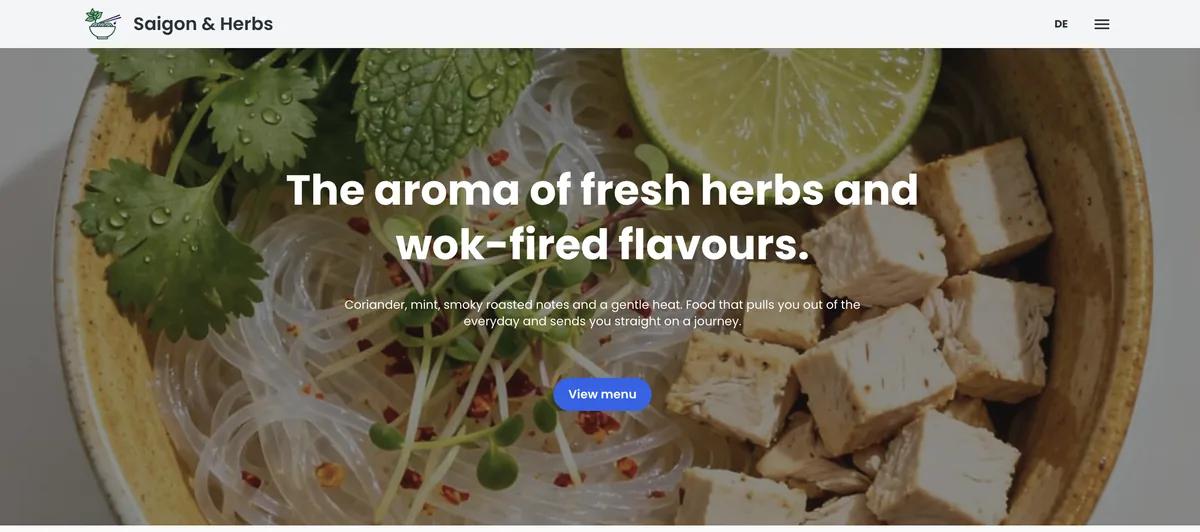 Saigon & Herbs
DE
The aroma of fresh herbs and
wok-fired flavours.
Coriander, mint, smoky roasted notes and a gentle heat. Food that pulls you out of the
everyday and sends you straight on a journey.
View menu